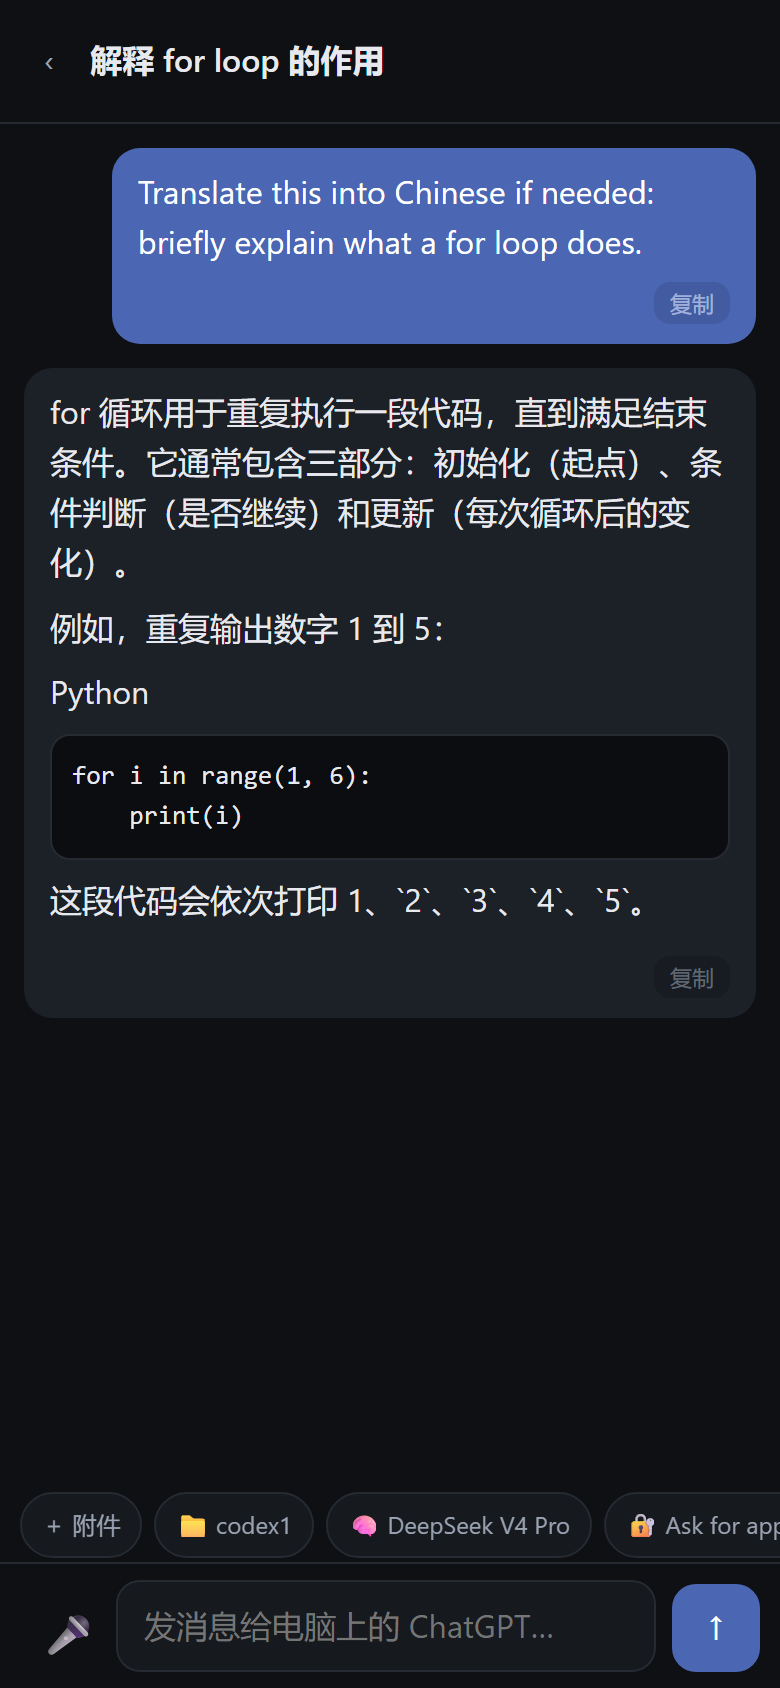 ‹ 解释 for loop 的作用
Translate this into Chinese if needed:
briefly explain what a for loop does.
复制
for 循环用于重复执行一段代码，直到满足结束
条件。它通常包含三部分：初始化（起点）、条
件判断（是否继续）和更新（每次循环后的变
化）。
例如，重复输出数字 1 到 5：
Python
for i in range(1, 6):
    print(i)
这段代码会依次打印 1、`2`、`3`、`4`、`5`。
复制
+ 附件
codex1
DeepSeek V4 Pro
Ask for app
发消息给电脑上的 ChatGPT...
↑